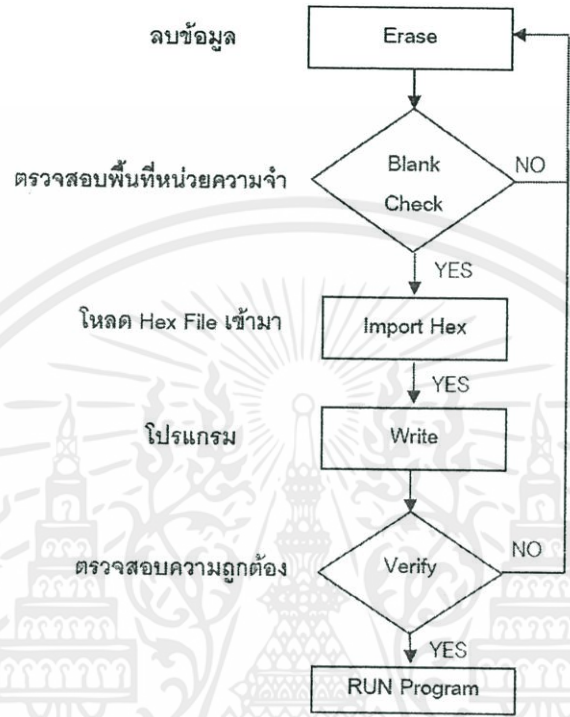 ลบข้อมูล
Erase
ตรวจสอบพื้นที่หน่วยความจำ
Blank
Check
NO
YES
โหลด Hex File เข้ามา
Import Hex
YES
โปรแกรม
Write
ตรวจสอบความถูกต้อง
Verify
NO
YES
RUN Program